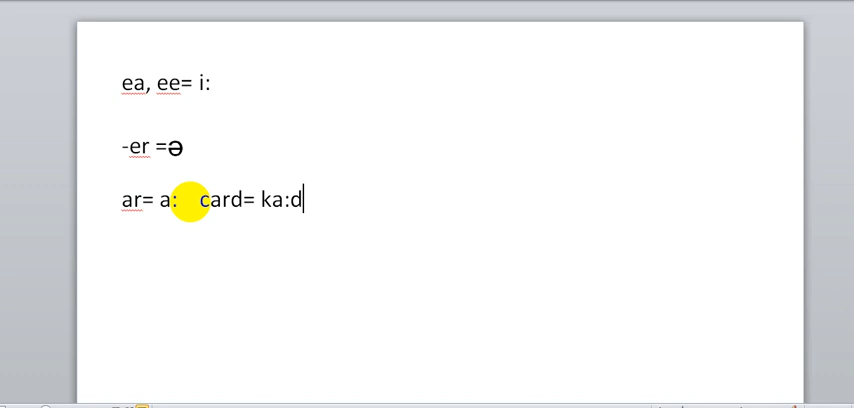 ea, ee= i:
-er =ə
ar= a: card= ka:d